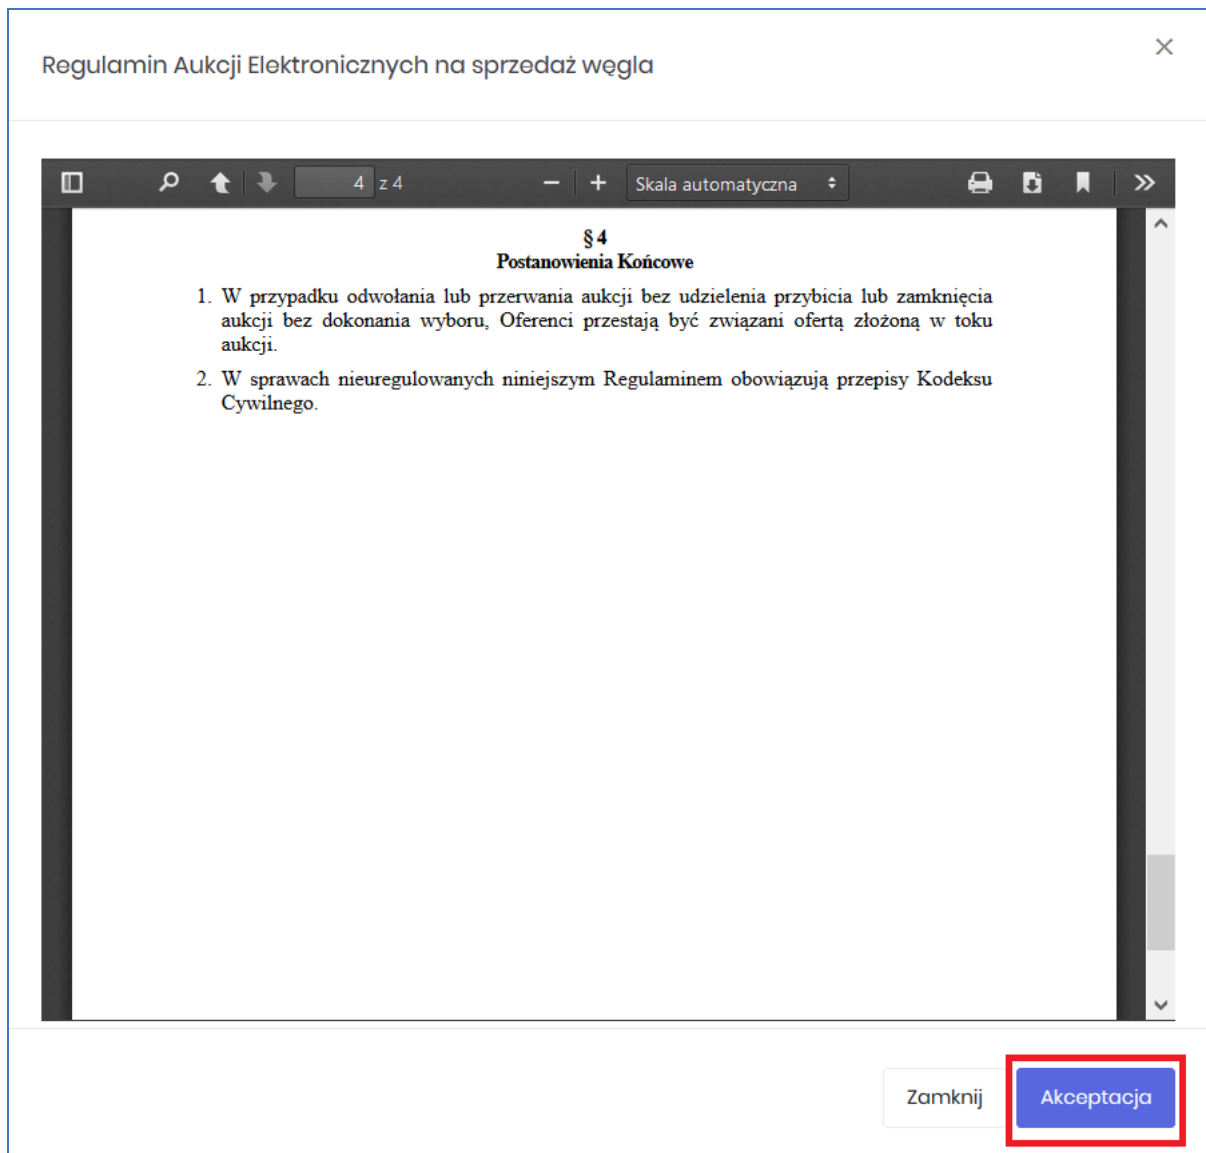 Regulamin Aukcji Elektronicznych na sprzedaż węgla
4 z 4
Skala automatyczna
§ 4
Postanowienia Końcowe
1. W przypadku odwołania lub przerwania aukcji bez udzielenia przybicia lub zamknięcia
aukcji bez dokonania wyboru, Oferenci przestają być związani ofertą złożoną w toku
aukcji.
2. W sprawach nieuregulowanych niniejszym Regulaminem obowiązują przepisy Kodeksu
Cywilnego.
Zamknij
Akceptacja